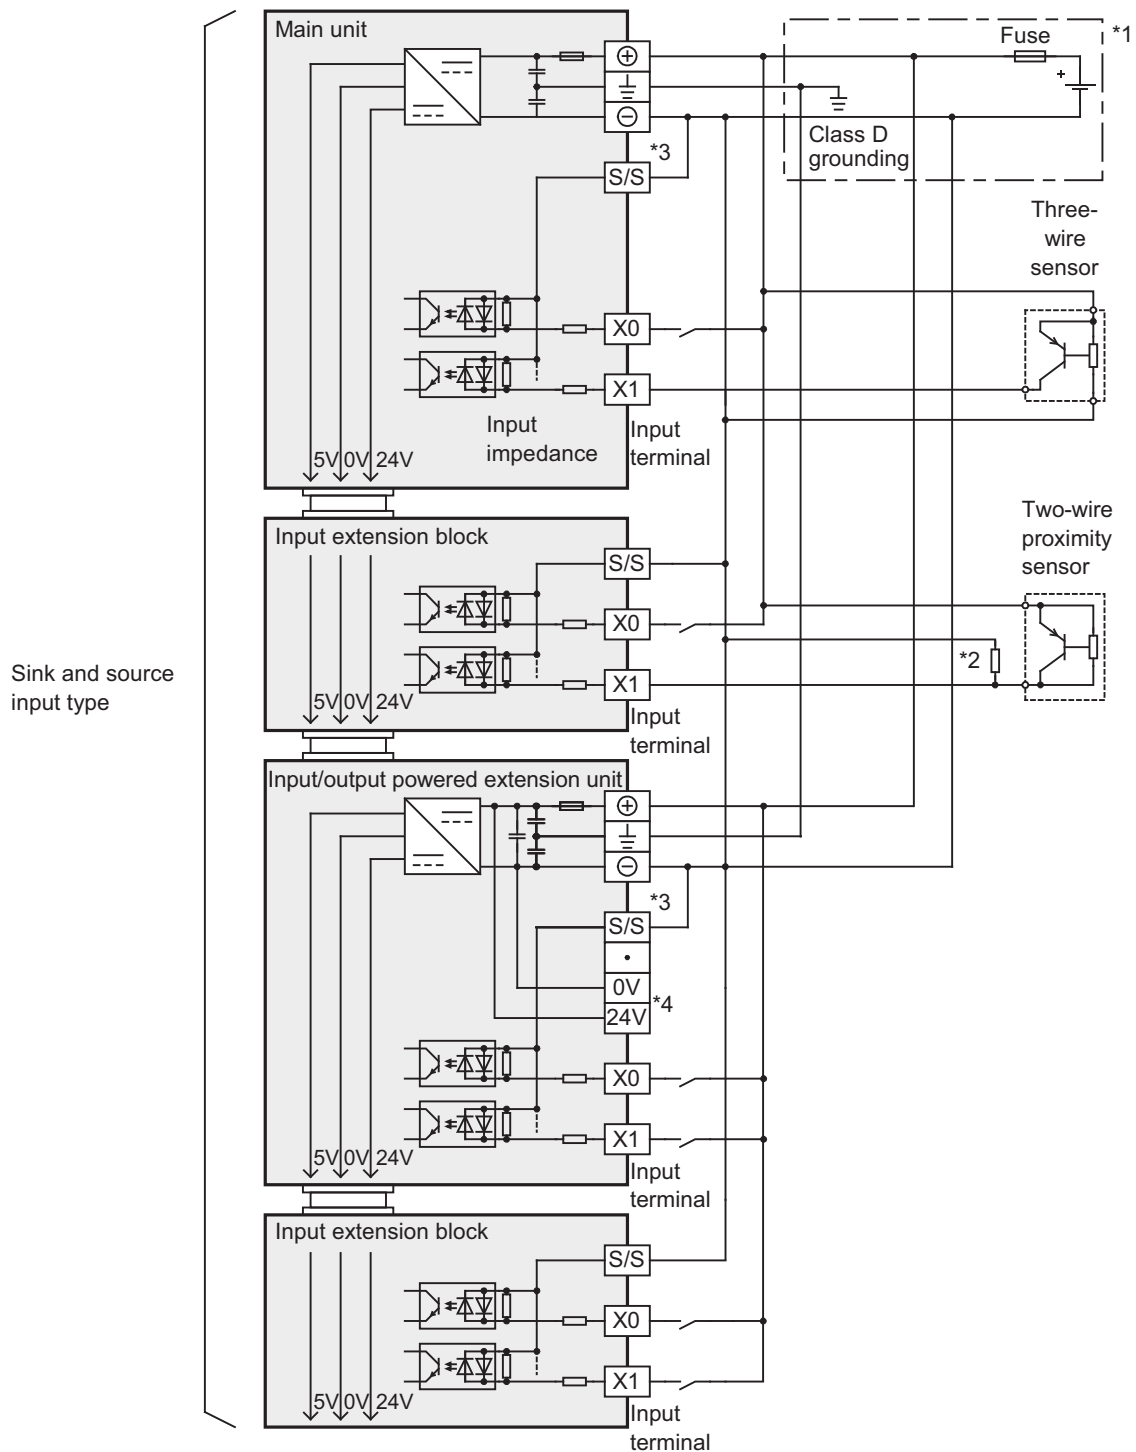 Main unit
Fuse
*1
+
Class D
grounding
*3
S/S
Three-
wire
sensor
X0
X1
Input
impedance
Input
terminal
5V 0V 24V
Input extension block
S/S
Two-wire
proximity
sensor
X0
*2
X1
Sink and source
input type
5V 0V 24V
Input
terminal
Input/output powered extension unit
*3
S/S
•
0V
*4
24V
X0
X1
5V 0V 24V
Input
terminal
Input extension block
S/S
X0
X1
5V 0V 24V
Input
terminal